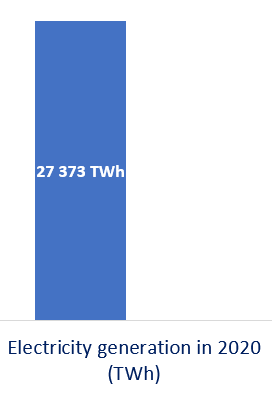 27 373 TWh
Electricity generation in 2020
(TWh)